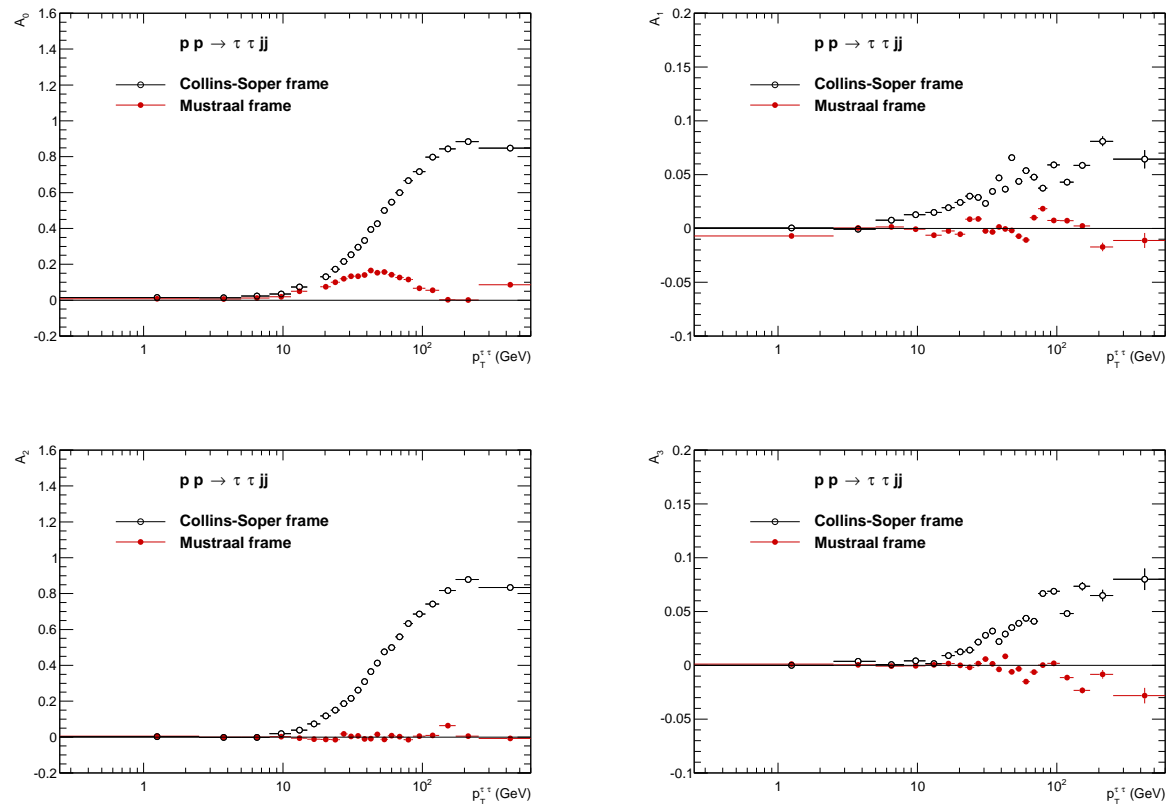 A₀
1.6
1.4
1.2
1
0.8
0.6
0.4
0.2
0
-0.2
p p → τ τ jj
Collins-Soper frame
Mustraal frame
1 10 10²
p_T^ττ (GeV)
A₁
0.2
0.15
0.1
0.05
0
-0.05
-0.1
p p → τ τ jj
Collins-Soper frame
Mustraal frame
1 10 10²
p_T^ττ (GeV)
A₂
1.6
1.4
1.2
1
0.8
0.6
0.4
0.2
0
-0.2
p p → τ τ jj
Collins-Soper frame
Mustraal frame
1 10 10²
p_T^ττ (GeV)
A₃
0.2
0.15
0.1
0.05
0
-0.05
-0.1
p p → τ τ jj
Collins-Soper frame
Mustraal frame
1 10 10²
p_T^ττ (GeV)